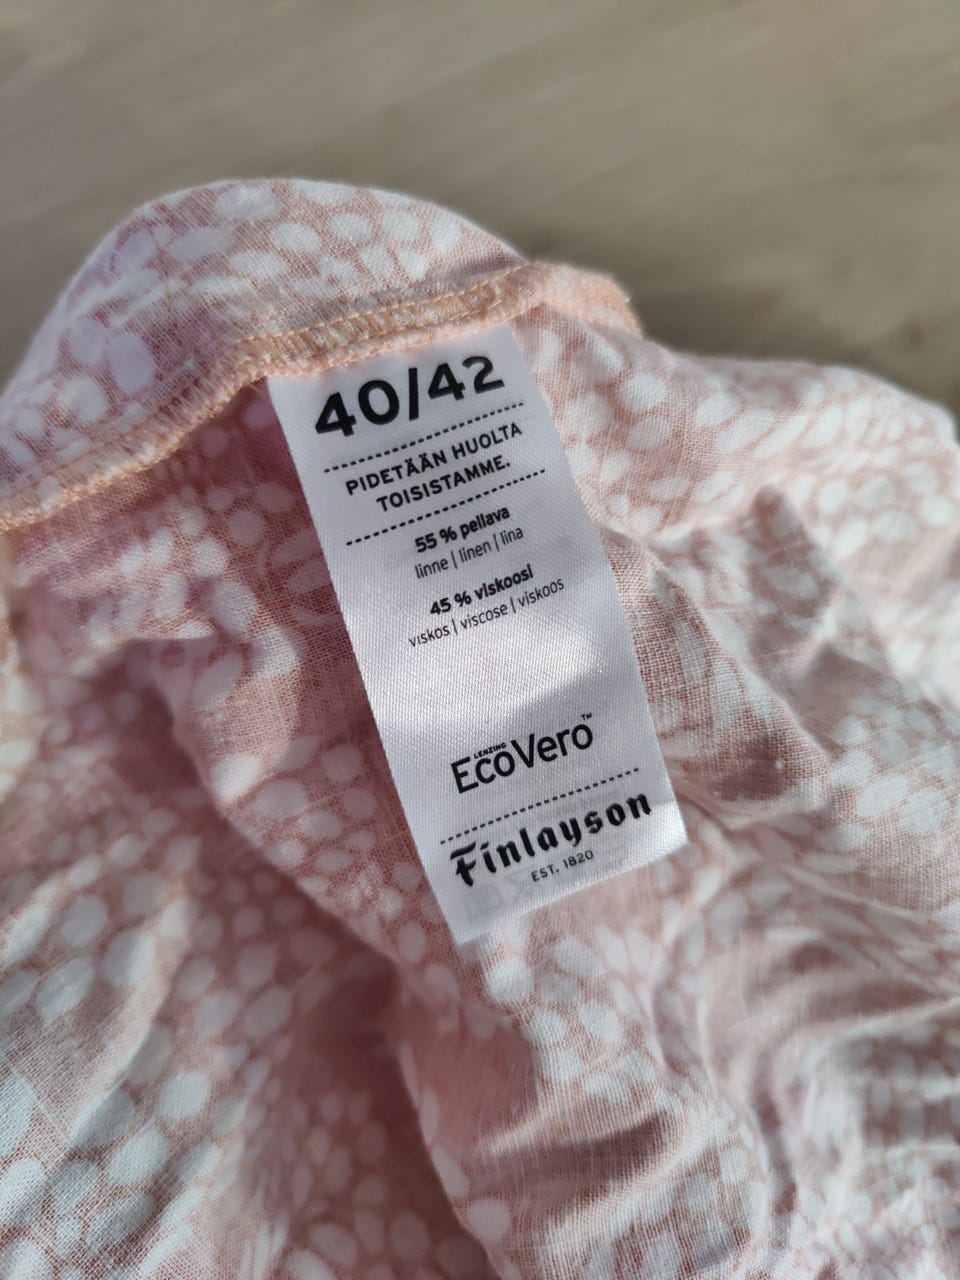 40/42
PIDETÄÄN HUOLTA
TOISISTAMME.
55 % pellava
linne | linen | lina
45 % viskoosi
viskos | viscose | viskoos
LENZING
EcoVero™
Finlayson
EST. 1820